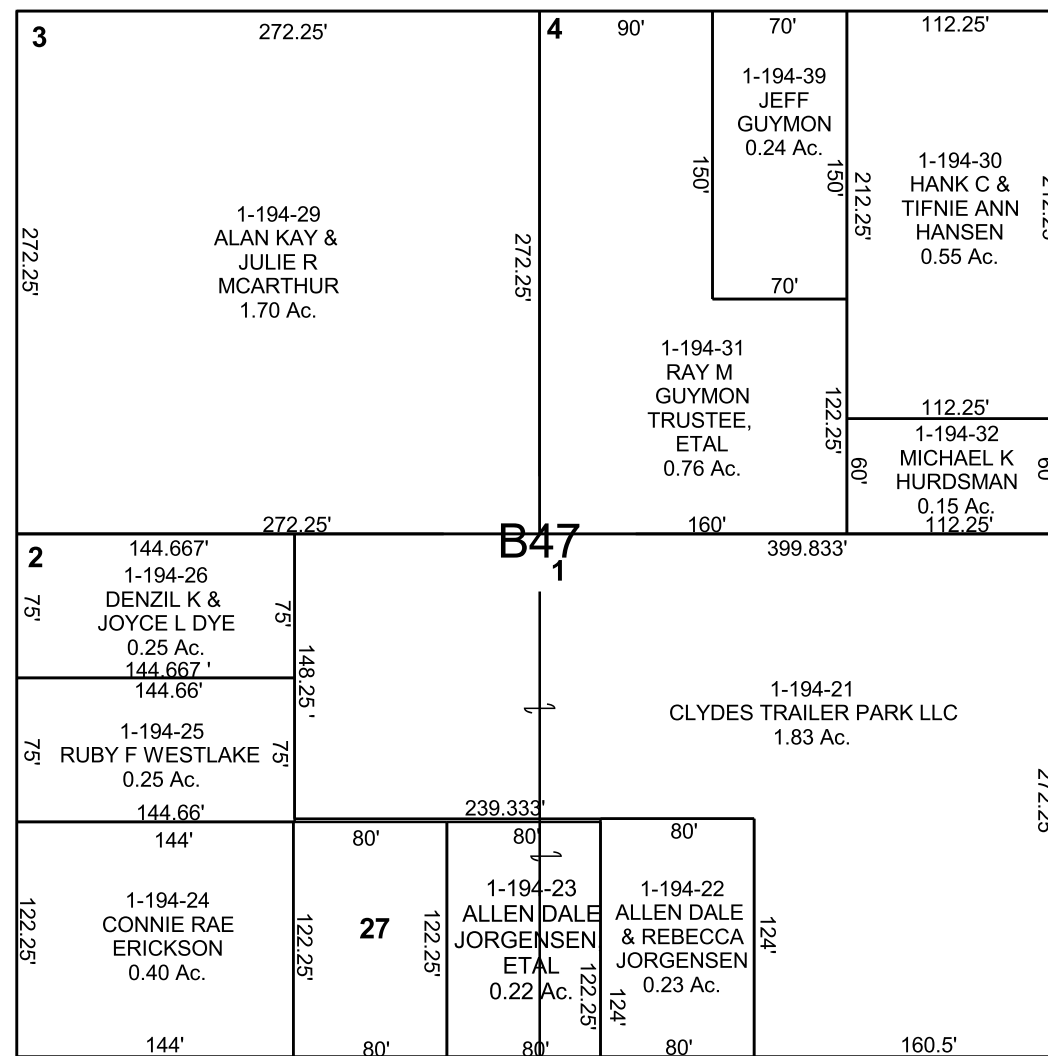 3
272.25'
4
90'
70'
112.25'
1-194-39
JEFF
GUYMON
0.24 Ac.
150'
150'
212.25'
1-194-30
HANK C &
TIFNIE ANN
HANSEN
0.55 Ac.
272.25'
1-194-29
ALAN KAY &
JULIE R
MCARTHUR
1.70 Ac.
272.25'
70'
1-194-31
RAY M
GUYMON
TRUSTEE,
ETAL
0.76 Ac.
122.25'
112.25'
1-194-32
MICHAEL K
HURDSMAN
0.15 Ac.
60'
60
272.25'
160'
112.25'
B47
2
144.667'
1
399.833'
75'
1-194-26
DENZIL K &
JOYCE L DYE
0.25 Ac.
75'
144.667 '
144.66'
148.25 '
75'
1-194-25
RUBY F WESTLAKE
0.25 Ac.
75'
144.66'
1-194-21
CLYDES TRAILER PARK LLC
1.83 Ac.
272.25
239.333'
144'
80'
80'
80'
122.25'
1-194-24
CONNIE RAE
ERICKSON
0.40 Ac.
122.25'
27
122.25'
1-194-23
ALLEN DALE
JORGENSEN
ETAL
0.22 Ac.
122.25'
1-194-22
ALLEN DALE
& REBECCA
JORGENSEN
0.23 Ac.
124'
124'
144'
80'
80'
80'
160.5'